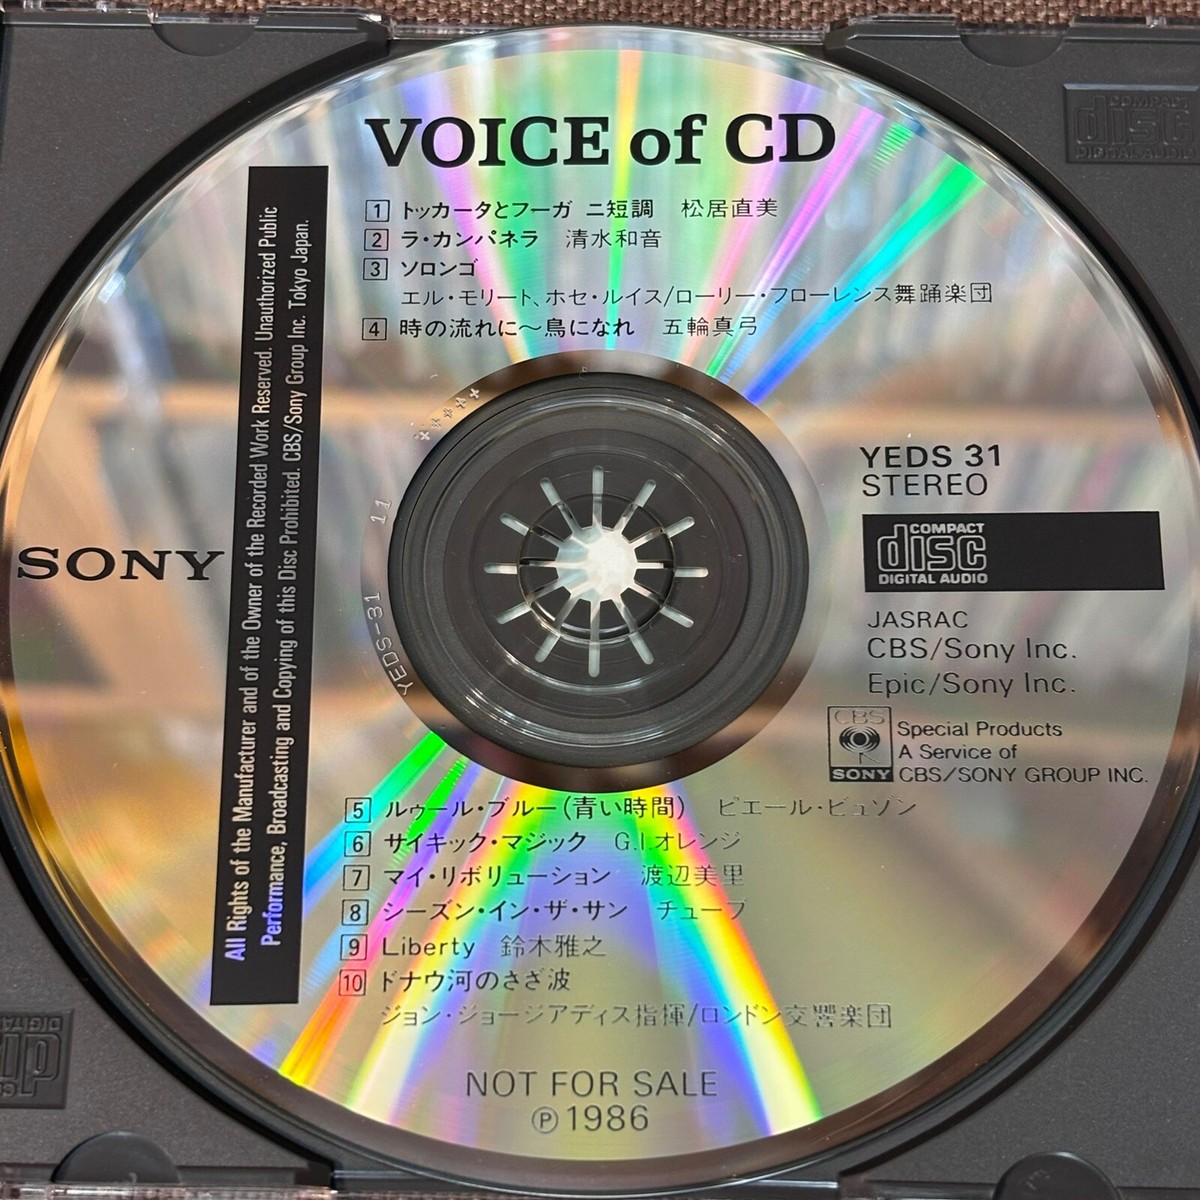 VOICE of CD
1 トッカータとフーガ ニ短調 松居直美
2 ラ・カンパネラ 清水和音
3 ソロンゴ
エル・モリート、ホセ・ルイス/ローリー・フローレンス舞踊楽団
4 時の流れに〜鳥になれ 五輪真弓
All Rights of the Manufacturer and of the Owner of the Recorded Work Reserved. Unauthorized Public
Performance, Broadcasting and Copying of this Disc Prohibited. CBS/Sony Group Inc. Tokyo Japan.
SONY
YEDS 31
STEREO
COMPACT
disc
DIGITAL AUDIO
JASRAC
CBS/Sony Inc.
Epic/Sony Inc.
CBS
SONY
Special Products
A Service of
CBS/SONY GROUP INC.
YEDS-31 11
5 ルゥール・ブルー(青い時間) ピエール・ビュゾン
6 サイキック・マジック G.I.オレンジ
7 マイ・リボリューション 渡辺美里
8 シーズン・イン・ザ・サン チューブ
9 Liberty 鈴木雅之
10 ドナウ河のさざ波
ジョン・ジョージアディス指揮/ロンドン交響楽団
NOT FOR SALE
Ⓟ1986
COMPACT
disc
DIGITAL AUDIO
disc
DIGITAL